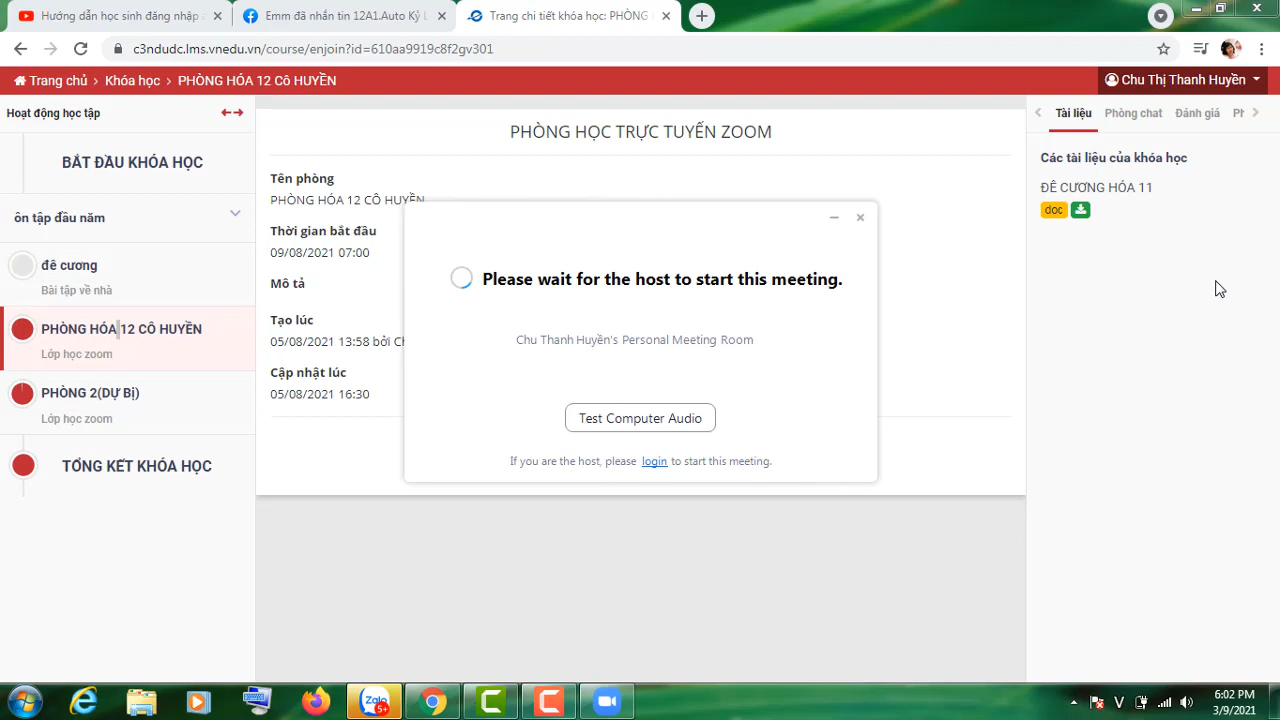 Hướng dẫn học sinh đăng nhập
Emm đã nhắn tin 12A1.Auto Kỷ L
Trang chi tiết khóa học: PHÒNG
c3ndudc.lms.vnedu.vn/course/enjoin?id=610aa9919c8f2gv301
Trang chủ > Khóa học > PHÒNG HÓA 12 Cô HUYỀN
Chu Thị Thanh Huyền
Hoạt động học tập
BẮT ĐẦU KHÓA HỌC
ôn tập đầu năm
đê cương
Bài tập về nhà
PHÒNG HÓA 12 CÔ HUYỀN
Lớp học zoom
PHÒNG 2(DỰ Bị)
Lớp học zoom
TỔNG KẾT KHÓA HỌC
PHÒNG HỌC TRỰC TUYẾN ZOOM
Tên phòng
PHÒNG HÓA 12 CÔ HUYỀN
Thời gian bắt đầu
09/08/2021 07:00
Mô tả
Tạo lúc
05/08/2021 13:58 bởi Ch
Cập nhật lúc
05/08/2021 16:30
Please wait for the host to start this meeting.
Chu Thanh Huyền's Personal Meeting Room
Test Computer Audio
If you are the host, please login to start this meeting.
Tài liệu
Phòng chat
Đánh giá
Ph
Các tài liệu của khóa học
ĐÊ CƯƠNG HÓA 11
doc
Zalo
5+
V
6:02 PM
3/9/2021